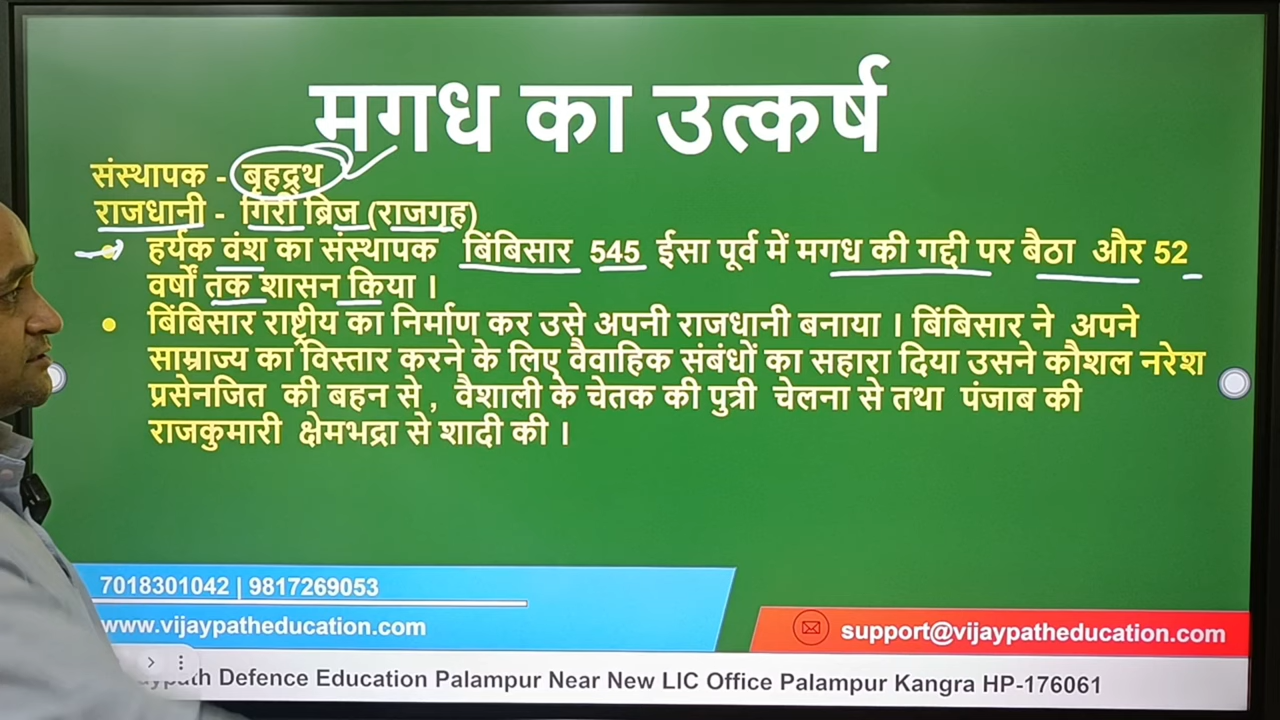 मगध का उत्कर्ष
संस्थापक - बृहद्रथ
राजधानी - गिरी ब्रिज (राजगृह)
हर्यक वंश का संस्थापक बिंबिसार 545 ईसा पूर्व में मगध की गद्दी पर बैठा और 52
वर्षों तक शासन किया ।
बिंबिसार राष्ट्रीय का निर्माण कर उसे अपनी राजधानी बनाया । बिंबिसार ने अपने
साम्राज्य का विस्तार करने के लिए वैवाहिक संबंधों का सहारा दिया उसने कौशल नरेश
प्रसेनजित की बहन से , वैशाली के चेतक की पुत्री चेलना से तथा पंजाब की
राजकुमारी क्षेमभद्रा से शादी की ।
7018301042 | 9817269053
www.vijaypatheducation.com
support@vijaypatheducation.com
Defence Education Palampur Near New LIC Office Palampur Kangra HP-176061